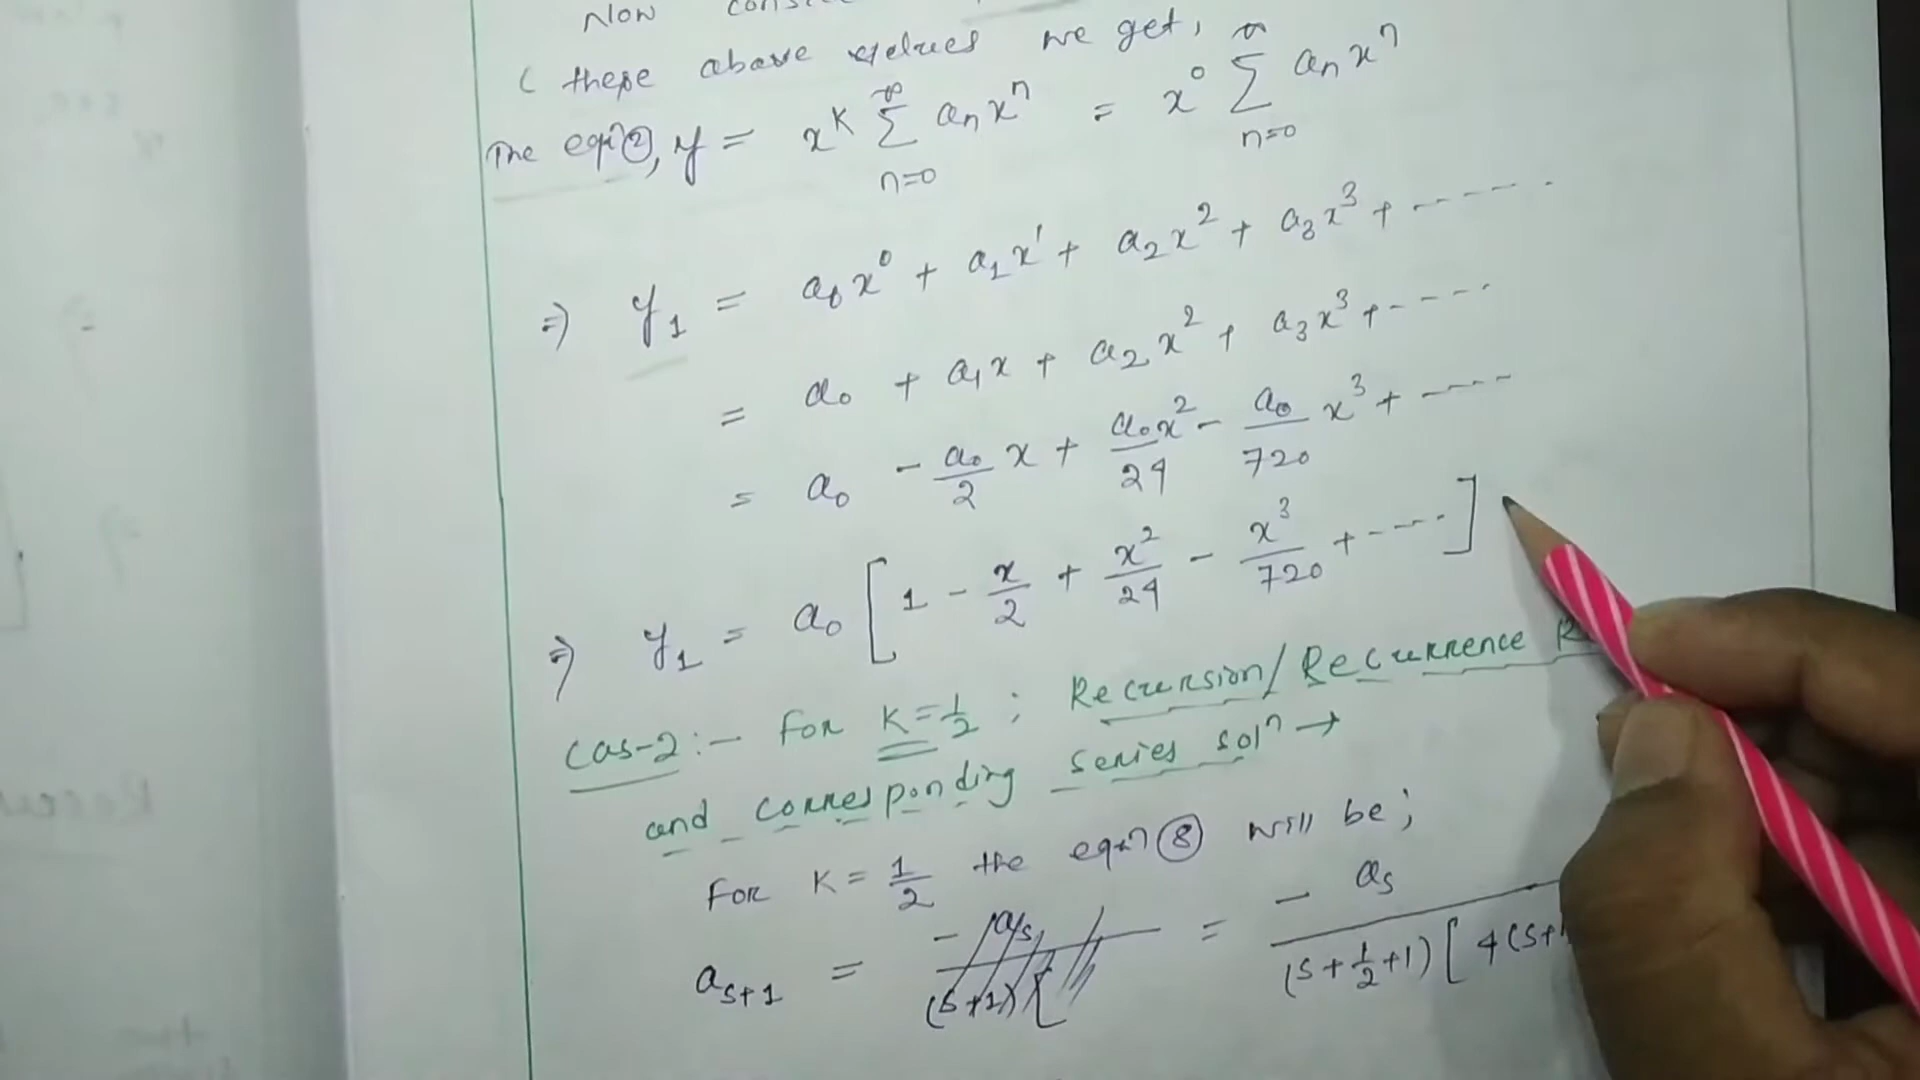 Now
( these above values we get,
The eqn②, y = x^K ∑_{n=0}^{∞} a_n x^n = x^0 ∑_{n=0}^{∞} a_n x^n
⇒ y_1 = a_0 x^0 + a_1 x^1 + a_2 x^2 + a_3 x^3 + ------
= a_0 + a_1 x + a_2 x^2 + a_3 x^3 + ----
= a_0 - a_0/2 x + a_0 x^2/24 - a_0/720 x^3 + ----
⇒ y_1 = a_0 [ 1 - x/2 + x^2/24 - x^3/720 + ---- ]
Cas-2:- For K=1/2 ; Recursion/Recurrence
and corresponding series sol^n →
For K = 1/2 the eqn ⑧ will be;
a_{s+1} = = - a_s / (s+1/2+1) [ 4(s+